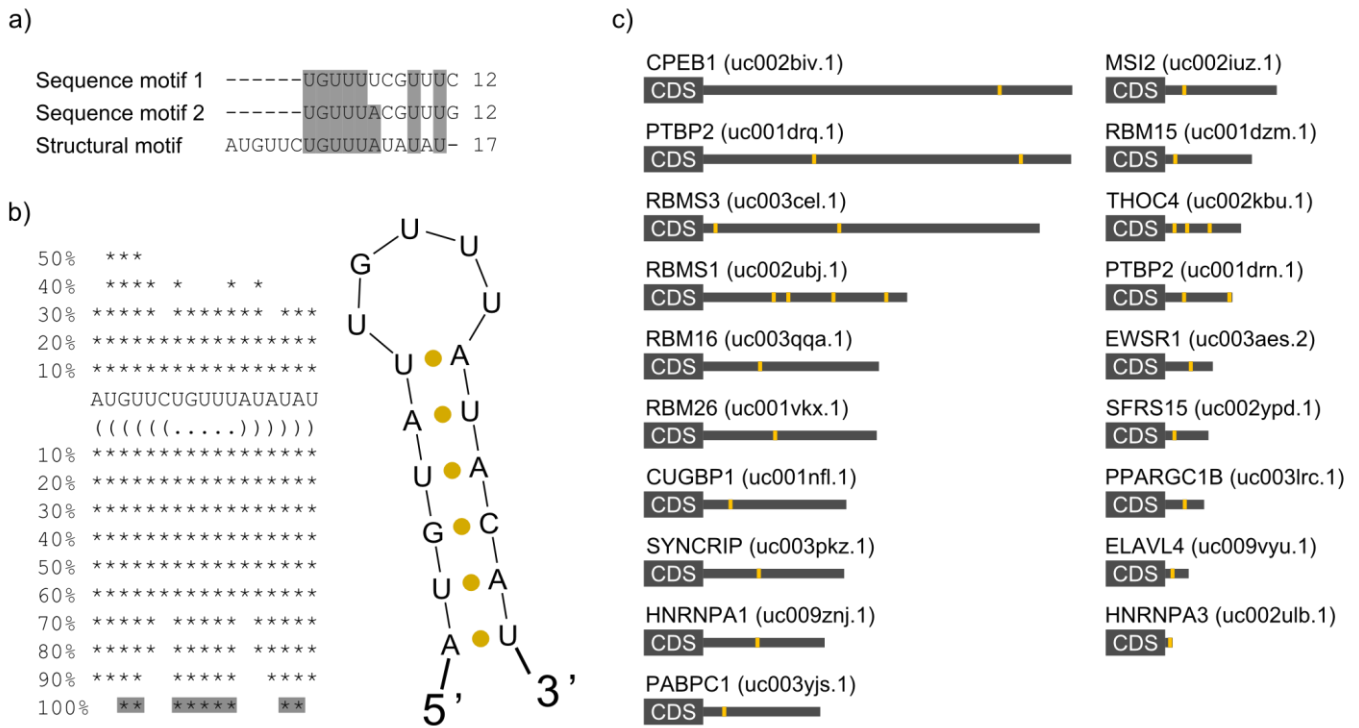 a)
Sequence motif 1 ------UGUUUUCGUUUC 12
Sequence motif 2 ------UGUUUACGUUUG 12
Structural motif AUGUUCUGUUUAUAUAU- 17
b)
50%  ***
40%  ****  *   * *
30% ***** ******* ***
20% *****************
10% *****************
AUGUUCUGUUUAUAUAU
((((((.....))))))
10% *****************
20% *****************
30% *****************
40% *****************
50% *****************
60% *****************
70% ***** ***** *****
80% ***** ***** *****
90% ***** *****  ****
100%   **  *****   **
5’
A
U
G
U
A
U
U
G
U
U
U
A
U
A
C
A
U
3’
c)
CPEB1 (uc002biv.1)
CDS
PTBP2 (uc001drq.1)
CDS
RBMS3 (uc003cel.1)
CDS
RBMS1 (uc002ubj.1)
CDS
RBM16 (uc003qqa.1)
CDS
RBM26 (uc001vkx.1)
CDS
CUGBP1 (uc001nfl.1)
CDS
SYNCRIP (uc003pkz.1)
CDS
HNRNPA1 (uc009znj.1)
CDS
PABPC1 (uc003yjs.1)
CDS
MSI2 (uc002iuz.1)
CDS
RBM15 (uc001dzm.1)
CDS
THOC4 (uc002kbu.1)
CDS
PTBP2 (uc001drn.1)
CDS
EWSR1 (uc003aes.2)
CDS
SFRS15 (uc002ypd.1)
CDS
PPARGC1B (uc003lrc.1)
CDS
ELAVL4 (uc009vyu.1)
CDS
HNRNPA3 (uc002ulb.1)
CDS